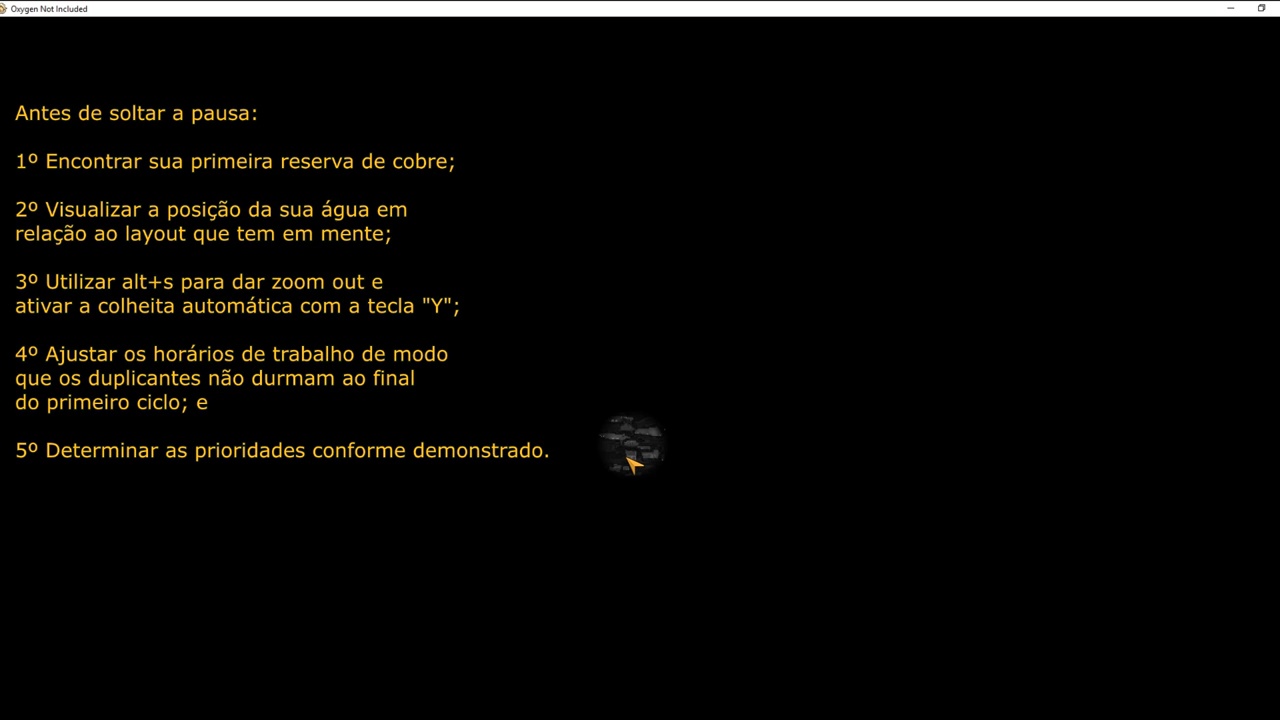 Oxygen Not Included
Antes de soltar a pausa:
1º Encontrar sua primeira reserva de cobre;
2º Visualizar a posição da sua água em
relação ao layout que tem em mente;
3º Utilizar alt+s para dar zoom out e
ativar a colheita automática com a tecla "Y";
4º Ajustar os horários de trabalho de modo
que os duplicantes não durmam ao final
do primeiro ciclo; e
5º Determinar as prioridades conforme demonstrado.